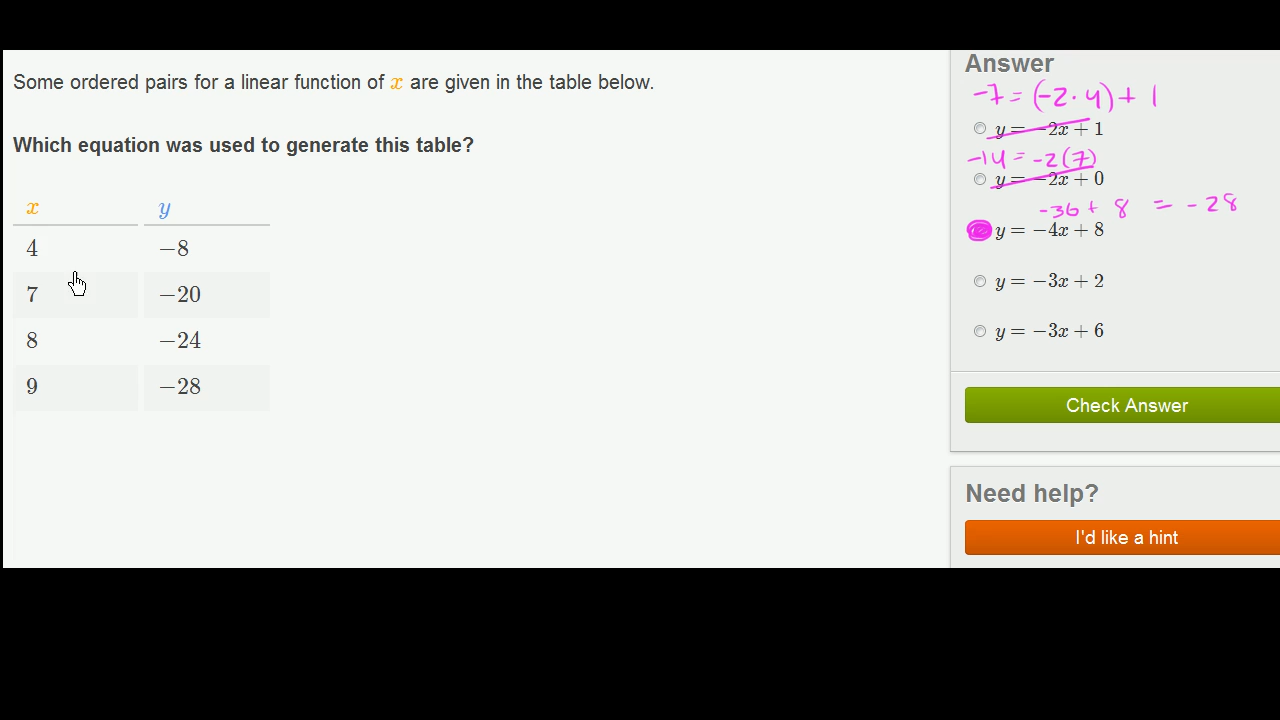 Some ordered pairs for a linear function of x are given in the table below.
Which equation was used to generate this table?
x y
4 −8
7 −20
8 −24
9 −28
Answer
-7 = (-2 · 4) + 1
y = −2x + 1
-14 = -2(7)
y = −2x + 0
-36 + 8 = -28
y = −4x + 8
y = −3x + 2
y = −3x + 6
Check Answer
Need help?
I'd like a hint